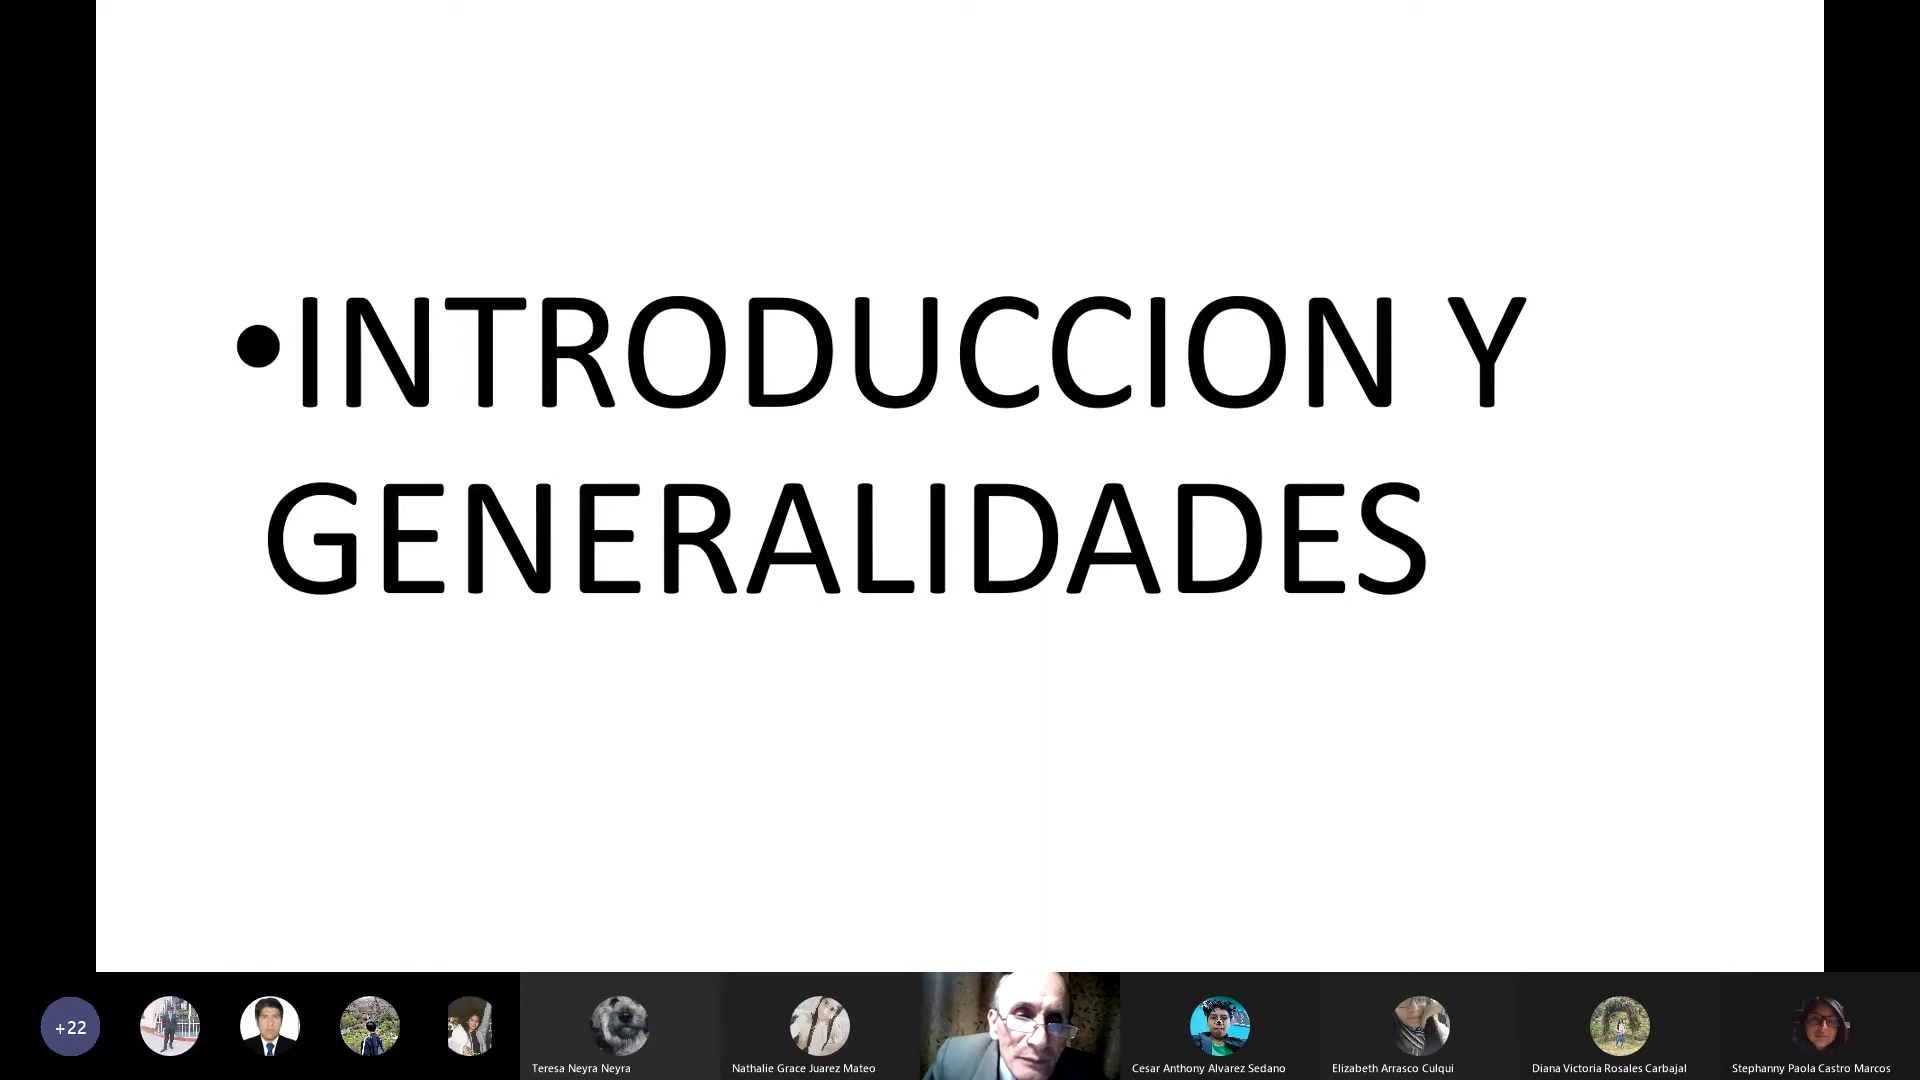 •INTRODUCCION Y
GENERALIDADES
+22
Teresa Neyra Neyra
Nathalie Grace Juarez Mateo
Cesar Anthony Alvarez Sedano
Elizabeth Arrasco Culqui
Diana Victoria Rosales Carbajal
Stephanny Paola Castro Marcos